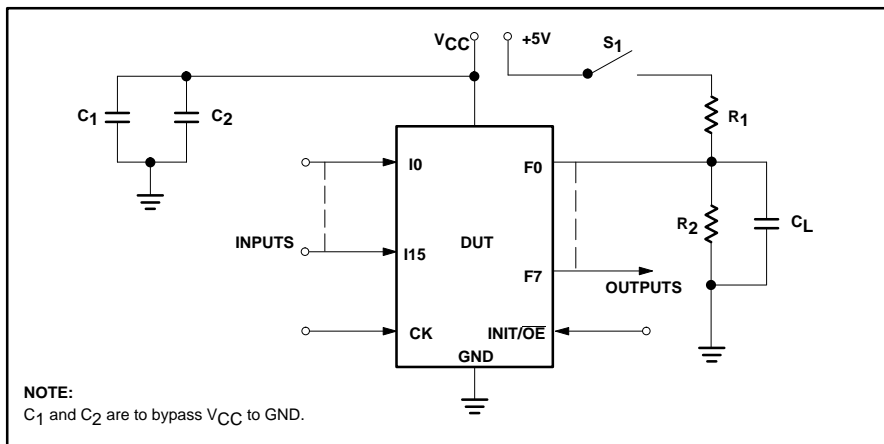 VCC
+5V
S1
C1
C2
R1
I0
F0
INPUTS
I15
DUT
R2
CL
F7
OUTPUTS
CK
INIT/OE
GND
NOTE:
C1 and C2 are to bypass VCC to GND.